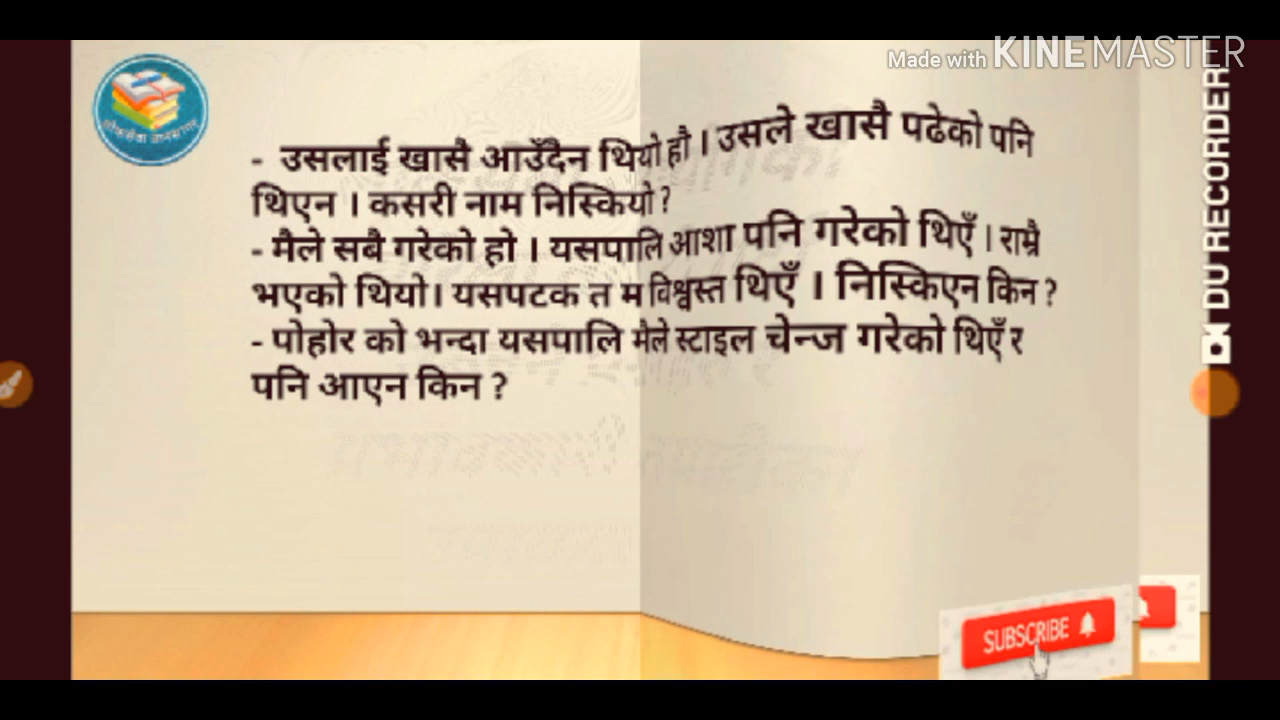 Made with KINEMASTER
DU RECORDER
- उसलाई खासै आउँदैन थियो हौ । उसले खासै पढेको पनि
थिएन । कसरी नाम निस्कियो ?
- मैले सबै गरेको हो । यसपालि आशा पनि गरेको थिएँ । राम्रै
भएको थियो। यसपटक त म विश्वस्त थिएँ । निस्किएन किन ?
- पोहोर को भन्दा यसपालि मैले स्टाइल चेन्ज गरेको थिएँ र
पनि आएन किन ?
SUBSCRIBE